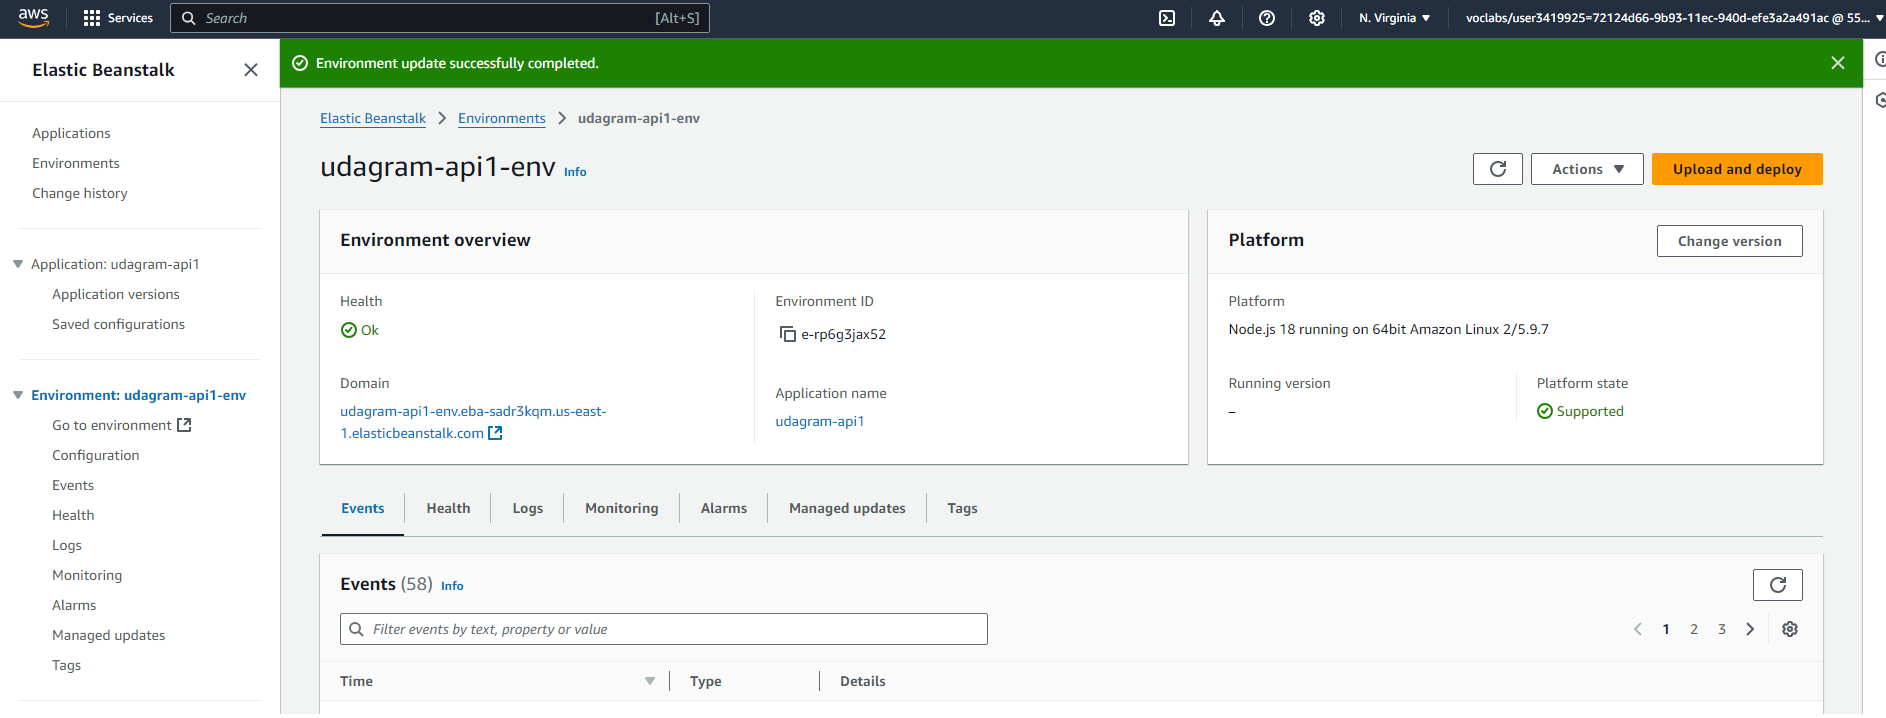 aws
Services
Search
[Alt+S]
N. Virginia
voclabs/user3419925=72124d66-9b93-11ec-940d-efe3a2a491ac @ 55...
Elastic Beanstalk
Applications
Environments
Change history
Application: udagram-api1
Application versions
Saved configurations
Environment: udagram-api1-env
Go to environment
Configuration
Events
Health
Logs
Monitoring
Alarms
Managed updates
Tags
Environment update successfully completed.
Elastic Beanstalk > Environments > udagram-api1-env
udagram-api1-env Info
Actions
Upload and deploy
Environment overview
Health
Ok
Domain
udagram-api1-env.eba-sadr3kqm.us-east-
1.elasticbeanstalk.com
Environment ID
e-rp6g3jax52
Application name
udagram-api1
Platform
Change version
Platform
Node.js 18 running on 64bit Amazon Linux 2/5.9.7
Running version
–
Platform state
Supported
Events
Health
Logs
Monitoring
Alarms
Managed updates
Tags
Events (58) Info
Filter events by text, property or value
1 2 3
Time
Type
Details